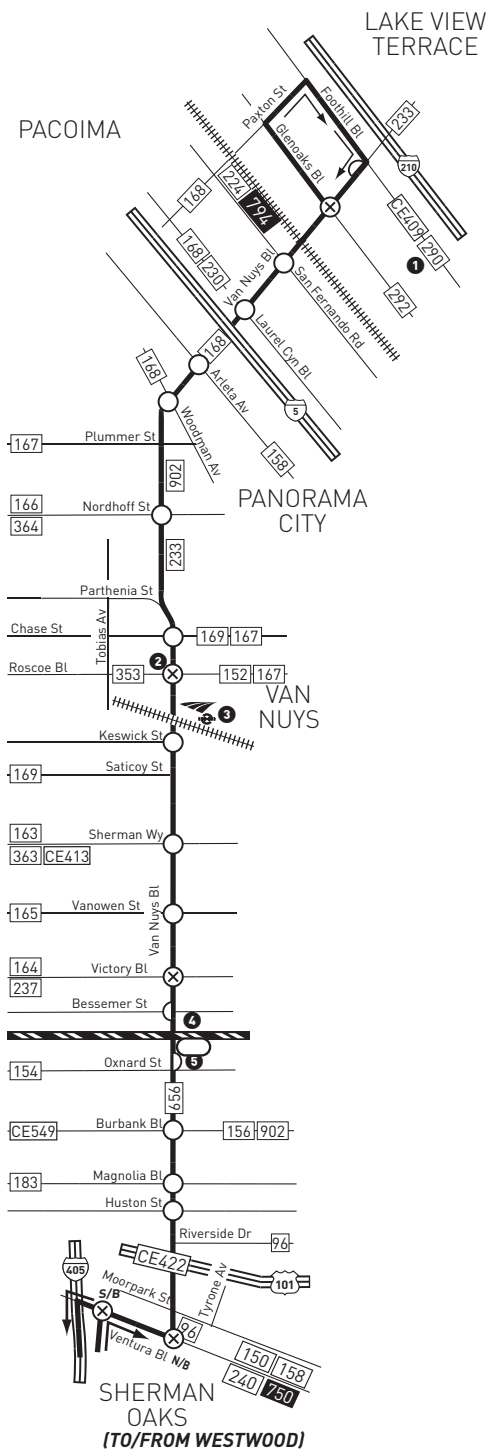 LAKE VIEW
TERRACE
PACOIMA
Paxton St
Foothill Bl
Glenoaks Bl
233
210
168
224
794
CE409
290
1
168
230
Van Nuys Bl
San Fernando Rd
292
Laurel Cyn Bl
168
Arleta Av
5
168
Woodman Av
158
167
Plummer St
902
PANORAMA
CITY
166
364
Nordhoff St
233
Parthenia St
Tobias Av
Chase St
169
167
2
Roscoe Bl
353
152
167
VAN
NUYS
3
Keswick St
Saticoy St
169
163
Sherman Wy
363
CE413
Van Nuys Bl
165
Vanowen St
164
Victory Bl
237
Bessemer St
4
Oxnard St
5
154
656
CE549
Burbank Bl
156
902
183
Magnolia Bl
Huston St
Riverside Dr
96
405
CE422
101
Moorpark St
Tyrone Av
S/B
96
Ventura Bl
N/B
150
158
240
750
SHERMAN
OAKS
(TO/FROM WESTWOOD)